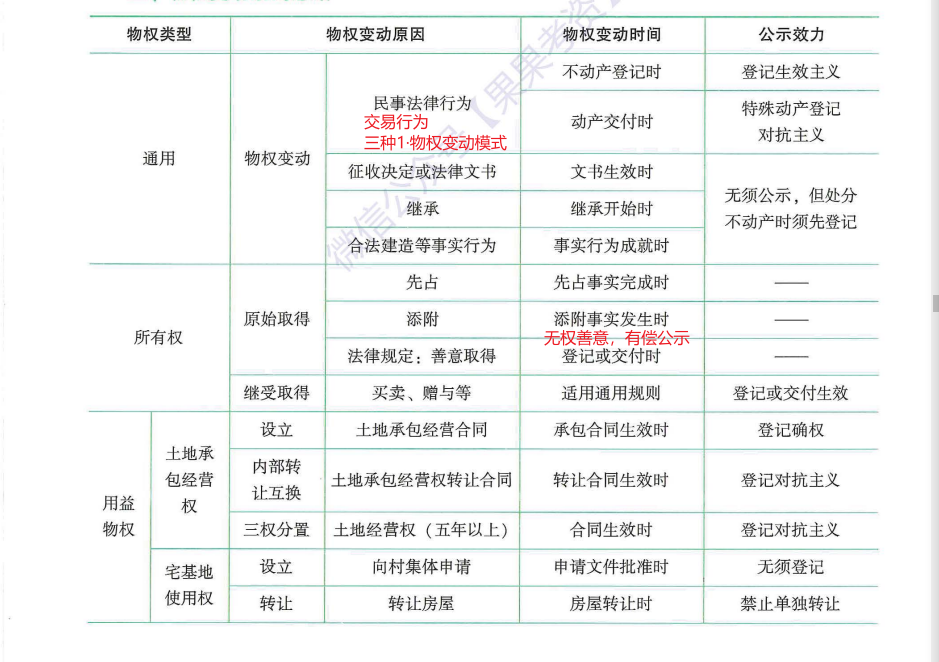 物权类型 物权变动原因 物权变动时间 公示效力
通用 物权变动 民事法律行为 不动产登记时 登记生效主义
交易行为
三种1·物权变动模式
动产交付时 特殊动产登记
对抗主义
征收决定或法律文书 文书生效时 无须公示，但处分
不动产时须先登记
继承 继承开始时
合法建造等事实行为 事实行为成就时
所有权 原始取得 先占 先占事实完成时 ——
添附 添附事实发生时 ——
无权善意，有偿公示
法律规定：善意取得 登记或交付时 ——
继受取得 买卖、赠与等 适用通用规则 登记或交付生效
用益
物权
土地承
包经营
权
设立 土地承包经营合同 承包合同生效时 登记确权
内部转
让互换
土地承包经营权转让合同 转让合同生效时 登记对抗主义
三权分置 土地经营权（五年以上） 合同生效时 登记对抗主义
宅基地
使用权
设立 向村集体申请 申请文件批准时 无须登记
转让 转让房屋 房屋转让时 禁止单独转让
微信公众号【果果考资